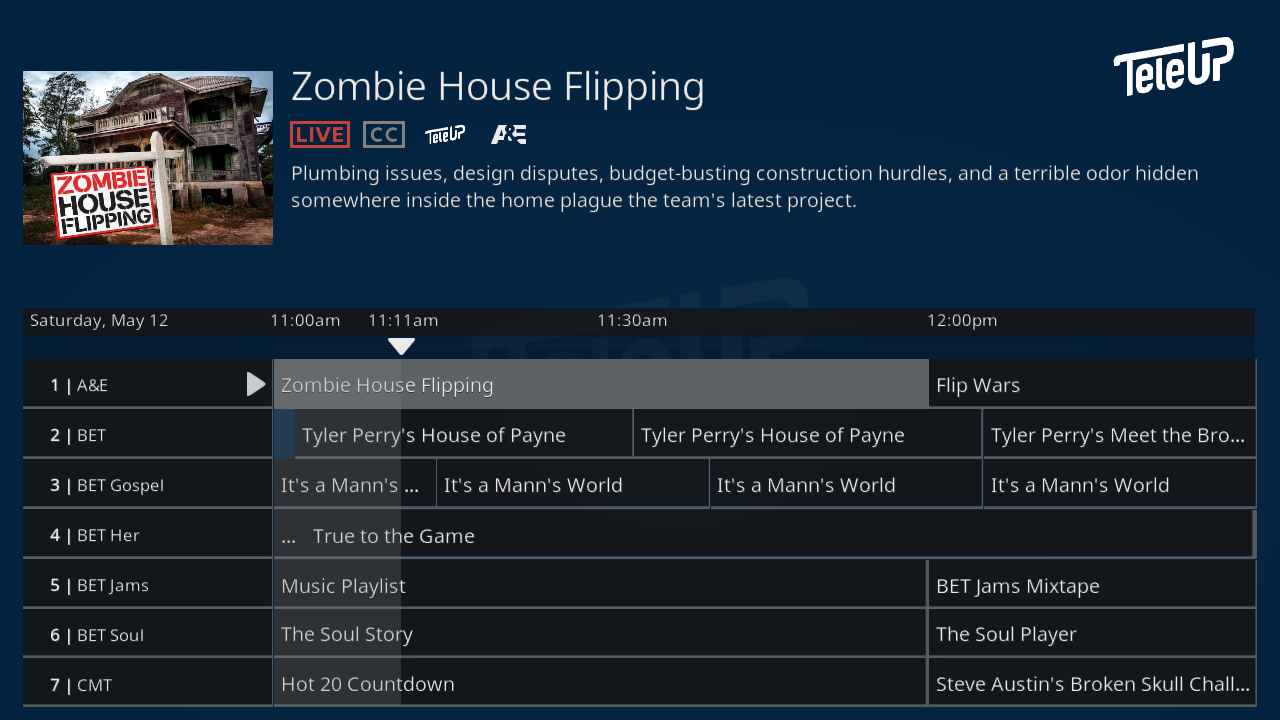 Zombie House Flipping
TeleUP
LIVE CC TeleUP A&E
Plumbing issues, design disputes, budget-busting construction hurdles, and a terrible odor hidden
somewhere inside the home plague the team's latest project.
ZOMBIE
HOUSE
FLIPPING
Saturday, May 12 11:00am 11:11am 11:30am 12:00pm
TeleUP
1 | A&E Zombie House Flipping Flip Wars
2 | BET Tyler Perry's House of Payne Tyler Perry's House of Payne Tyler Perry's Meet the Bro...
3 | BET Gospel It's a Mann's ... It's a Mann's World It's a Mann's World It's a Mann's World
4 | BET Her ... True to the Game
5 | BET Jams Music Playlist BET Jams Mixtape
6 | BET Soul The Soul Story The Soul Player
7 | CMT Hot 20 Countdown Steve Austin's Broken Skull Chall...